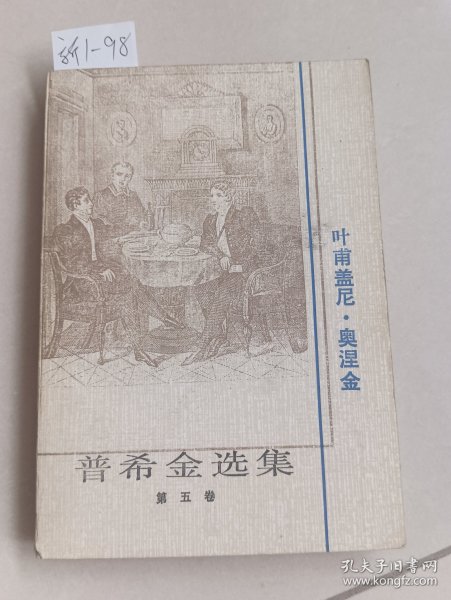 新1-98
叶甫盖尼·奥涅金
普希金选集
第五卷
孔夫子旧书网
www.kongfz.com